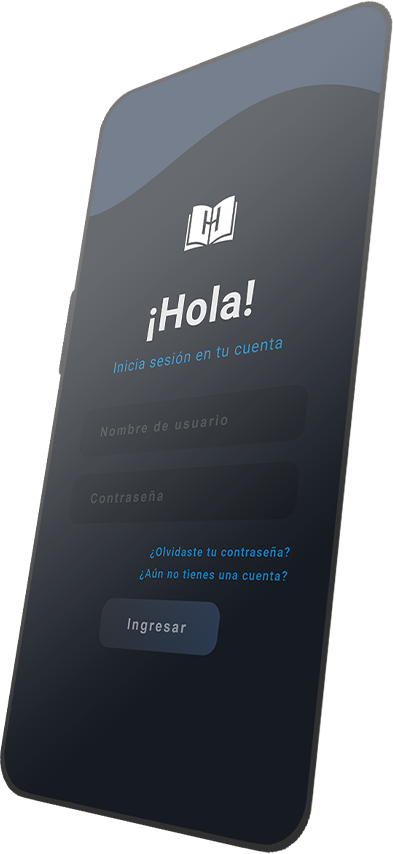 ¡Hola!
Inicia sesión en tu cuenta
Nombre de usuario
Contraseña
¿Olvidaste tu contraseña?
¿Aún no tienes una cuenta?
Ingresar